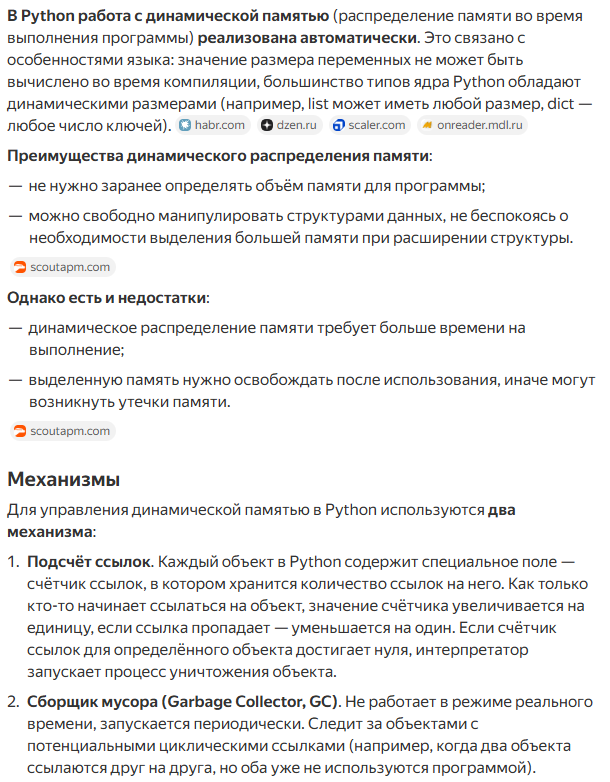 В Python работа с динамической памятью (распределение памяти во время
выполнения программы) реализована автоматически. Это связано с
особенностями языка: значение размера переменных не может быть
вычислено во время компиляции, большинство типов ядра Python обладают
динамическими размерами (например, list может иметь любой размер, dict —
любое число ключей). habr.com dzen.ru scaler.com onreader.mdl.ru
Преимущества динамического распределения памяти:
— не нужно заранее определять объём памяти для программы;
— можно свободно манипулировать структурами данных, не беспокоясь о
необходимости выделения большей памяти при расширении структуры.
scoutapm.com
Однако есть и недостатки:
— динамическое распределение памяти требует больше времени на
выполнение;
— выделенную память нужно освобождать после использования, иначе могут
возникнуть утечки памяти.
scoutapm.com
Механизмы
Для управления динамической памятью в Python используются два
механизма:
1. Подсчёт ссылок. Каждый объект в Python содержит специальное поле —
счётчик ссылок, в котором хранится количество ссылок на него. Как только
кто-то начинает ссылаться на объект, значение счётчика увеличивается на
единицу, если ссылка пропадает — уменьшается на один. Если счётчик
ссылок для определённого объекта достигает нуля, интерпретатор
запускает процесс уничтожения объекта.
2. Сборщик мусора (Garbage Collector, GC). Не работает в режиме реального
времени, запускается периодически. Следит за объектами с
потенциальными циклическими ссылками (например, когда два объекта
ссылаются друг на друга, но оба уже не используются программой).